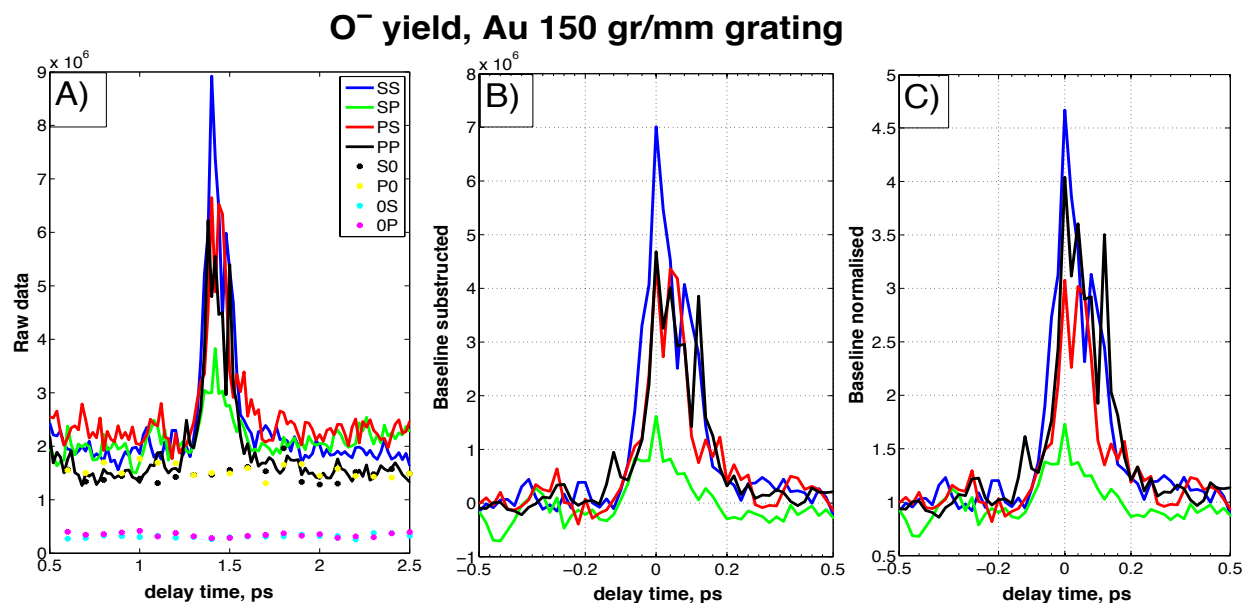 O⁻ yield, Au 150 gr/mm grating
A)
x 10⁶
9
8
7
6
5
4
3
2
1
0
0.5
1
1.5
2
2.5
Raw data
delay time, ps
SS
SP
PS
PP
S0
P0
0S
0P
B)
x 10⁶
8
7
6
5
4
3
2
1
0
−1
−0.5
−0.2
0
0.2
0.5
Baseline substructed
delay time, ps
C)
5
4.5
4
3.5
3
2.5
2
1.5
1
0.5
−0.5
−0.2
0
0.2
0.5
Baseline normalised
delay time, ps